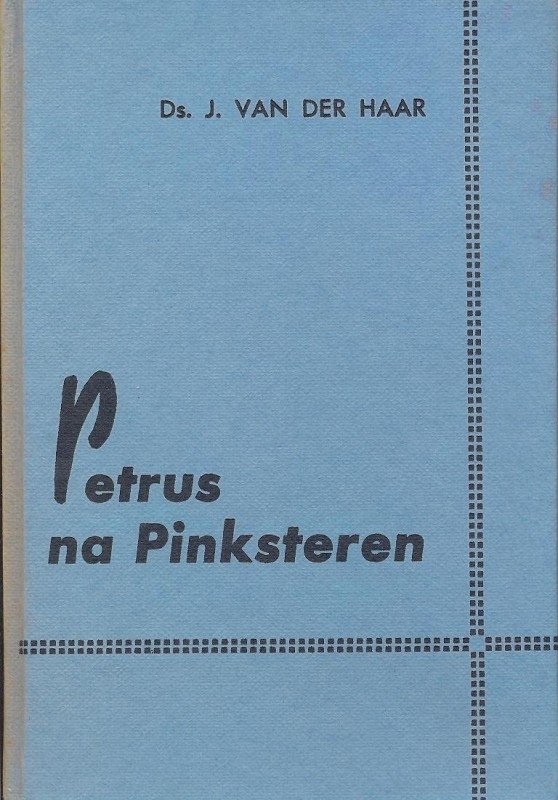 Ds. J. VAN DER HAAR
Petrus
na Pinksteren